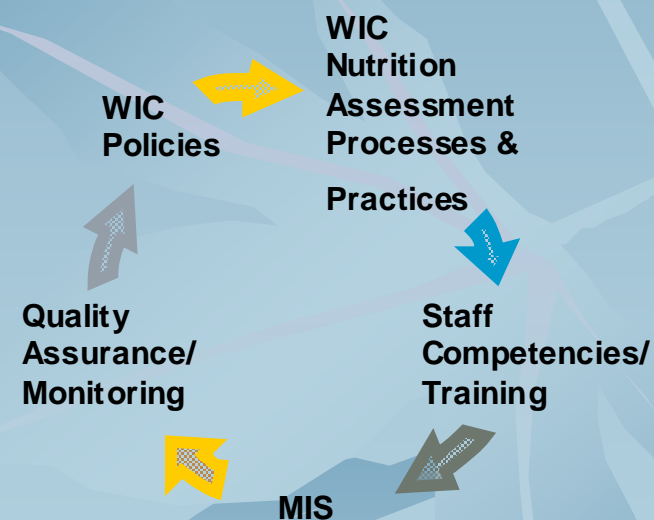 WIC
Policies
WIC
Nutrition
Assessment
Processes &
Practices
Staff
Competencies/
Training
MIS
Quality
Assurance/
Monitoring